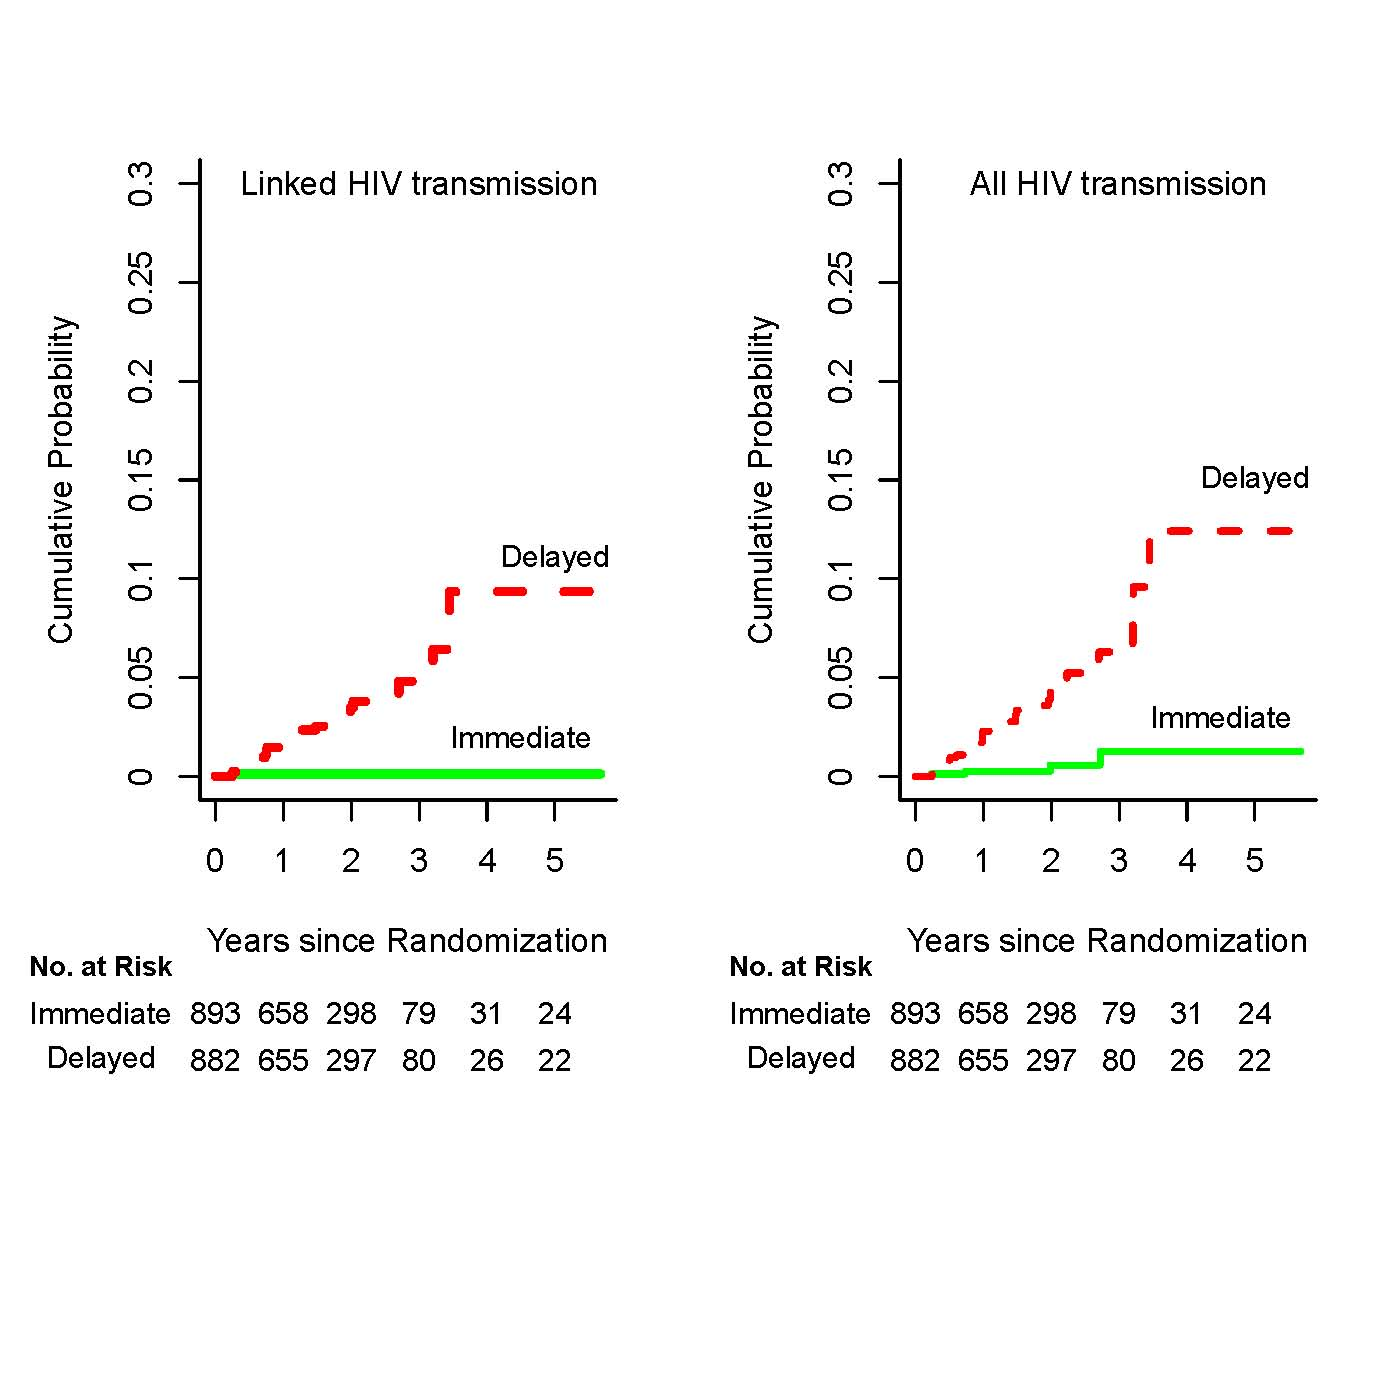 Linked HIV transmission
Cumulative Probability
0.3
0.25
0.2
0.15
0.1
0.05
0
Delayed
Immediate
0 1 2 3 4 5
Years since Randomization
No. at Risk
Immediate 893 658 298 79 31 24
Delayed 882 655 297 80 26 22
All HIV transmission
Cumulative Probability
0.3
0.25
0.2
0.15
0.1
0.05
0
Delayed
Immediate
0 1 2 3 4 5
Years since Randomization
No. at Risk
Immediate 893 658 298 79 31 24
Delayed 882 655 297 80 26 22